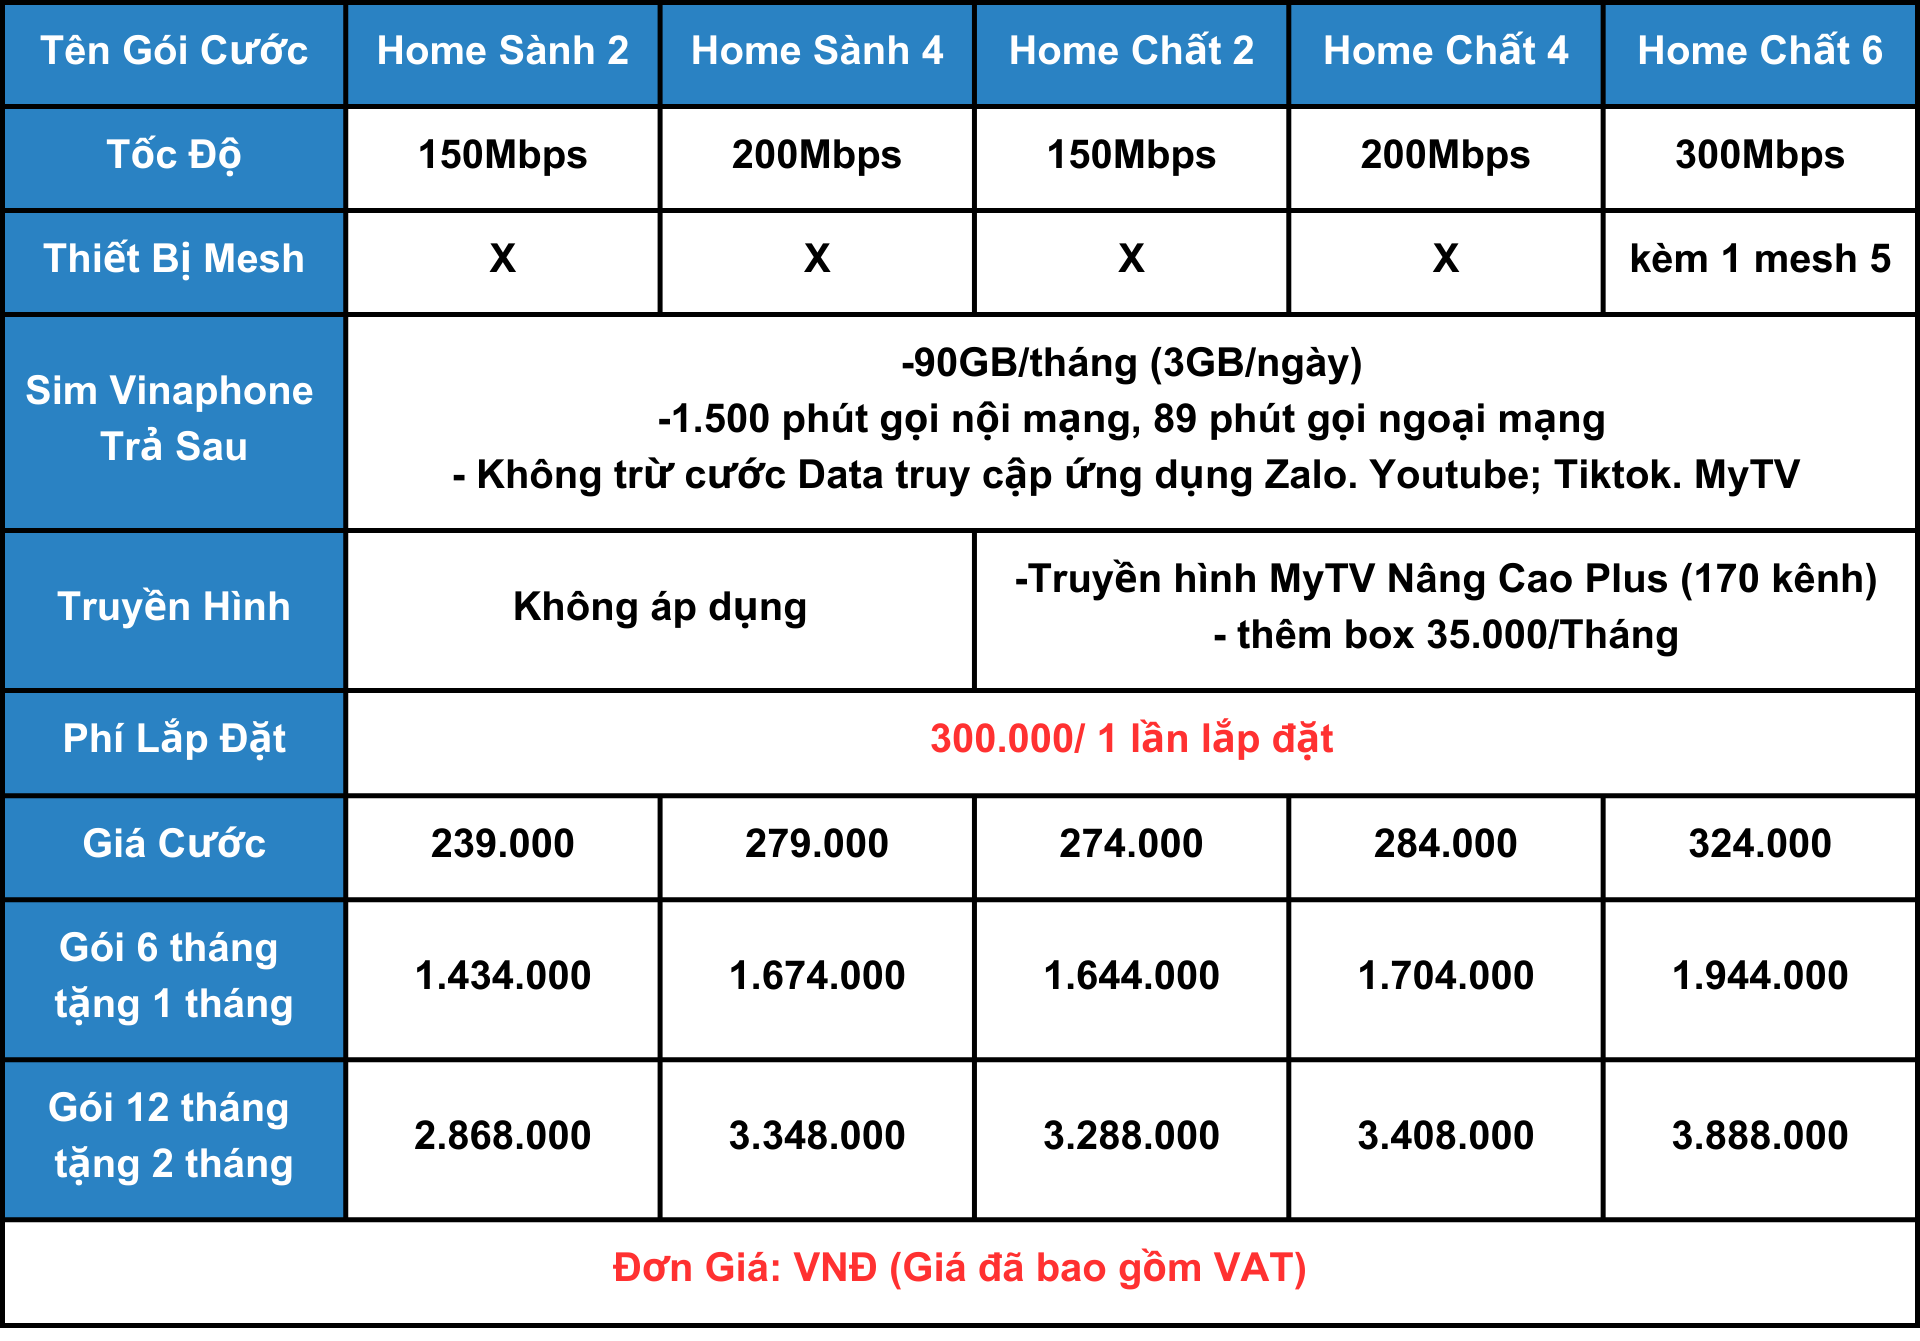 Tên Gói Cước Home Sành 2 Home Sành 4 Home Chất 2 Home Chất 4 Home Chất 6
Tốc Độ 150Mbps 200Mbps 150Mbps 200Mbps 300Mbps
Thiết Bị Mesh X X X X kèm 1 mesh 5
Sim Vinaphone
Trả Sau
-90GB/tháng (3GB/ngày)
-1.500 phút gọi nội mạng, 89 phút gọi ngoại mạng
- Không trừ cước Data truy cập ứng dụng Zalo. Youtube; Tiktok. MyTV
Truyền Hình
Không áp dụng
-Truyền hình MyTV Nâng Cao Plus (170 kênh)
- thêm box 35.000/Tháng
Phí Lắp Đặt 300.000/ 1 lần lắp đặt
Giá Cước 239.000 279.000 274.000 284.000 324.000
Gói 6 tháng
tặng 1 tháng
1.434.000 1.674.000 1.644.000 1.704.000 1.944.000
Gói 12 tháng
tặng 2 tháng
2.868.000 3.348.000 3.288.000 3.408.000 3.888.000
Đơn Giá: VNĐ (Giá đã bao gồm VAT)